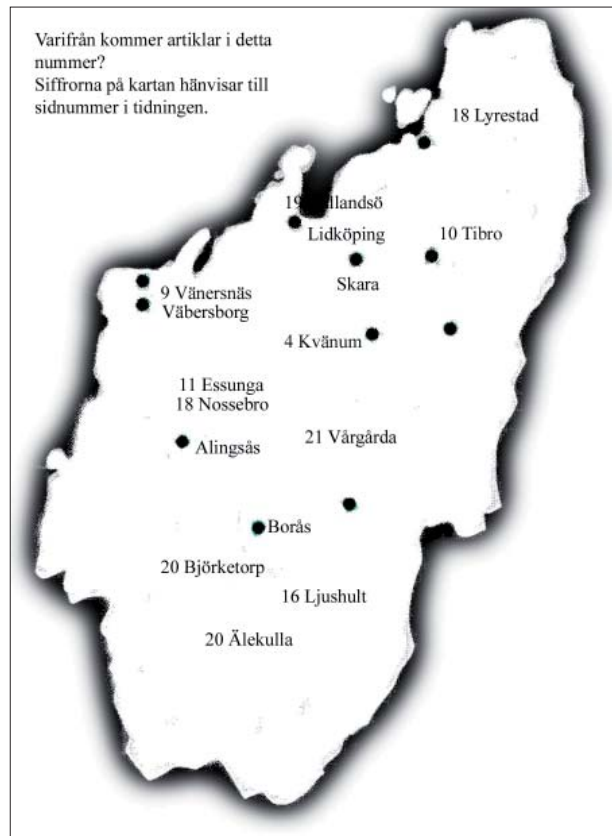 Varifrån kommer artiklar i detta
nummer?
Siffrorna på kartan hänvisar till
sidnummer i tidningen.
18 Lyrestad
19
Lidköping
10 Tibro
Skara
9 Vänersnäs
Väbersborg
4 Kvänum
11 Essunga
18 Nossebro
21 Vårgårda
Alingsås
Borås
20 Björketorp
16 Ljushult
20 Älekulla